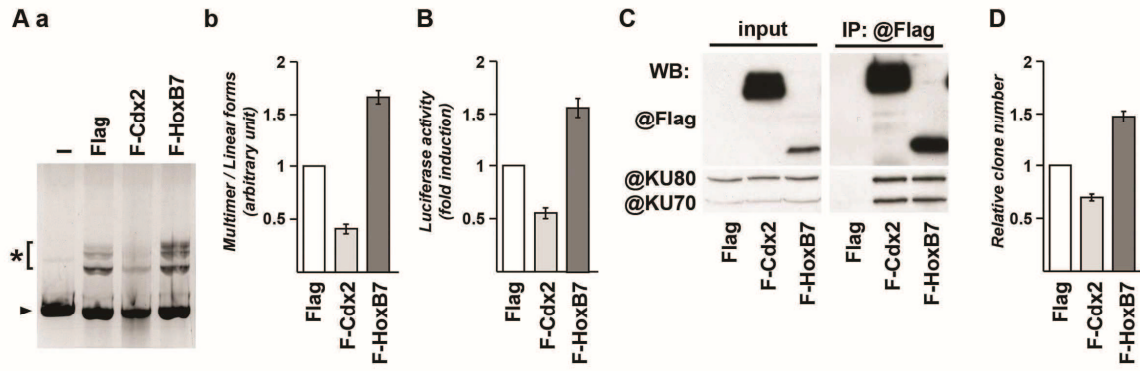 A a
I
Flag
F-Cdx2
F-HoxB7
*
b
Multimer / Linear forms
(arbitrary unit)
2
1.5
1
0.5
Flag
F-Cdx2
F-HoxB7
B
Luciferase activity
(fold induction)
2
1.5
1
0.5
Flag
F-Cdx2
F-HoxB7
C
input
IP: @Flag
WB:
@Flag
@KU80
@KU70
Flag
F-Cdx2
F-HoxB7
Flag
F-Cdx2
F-HoxB7
D
Relative clone number
2
1.5
1
0.5
Flag
F-Cdx2
F-HoxB7